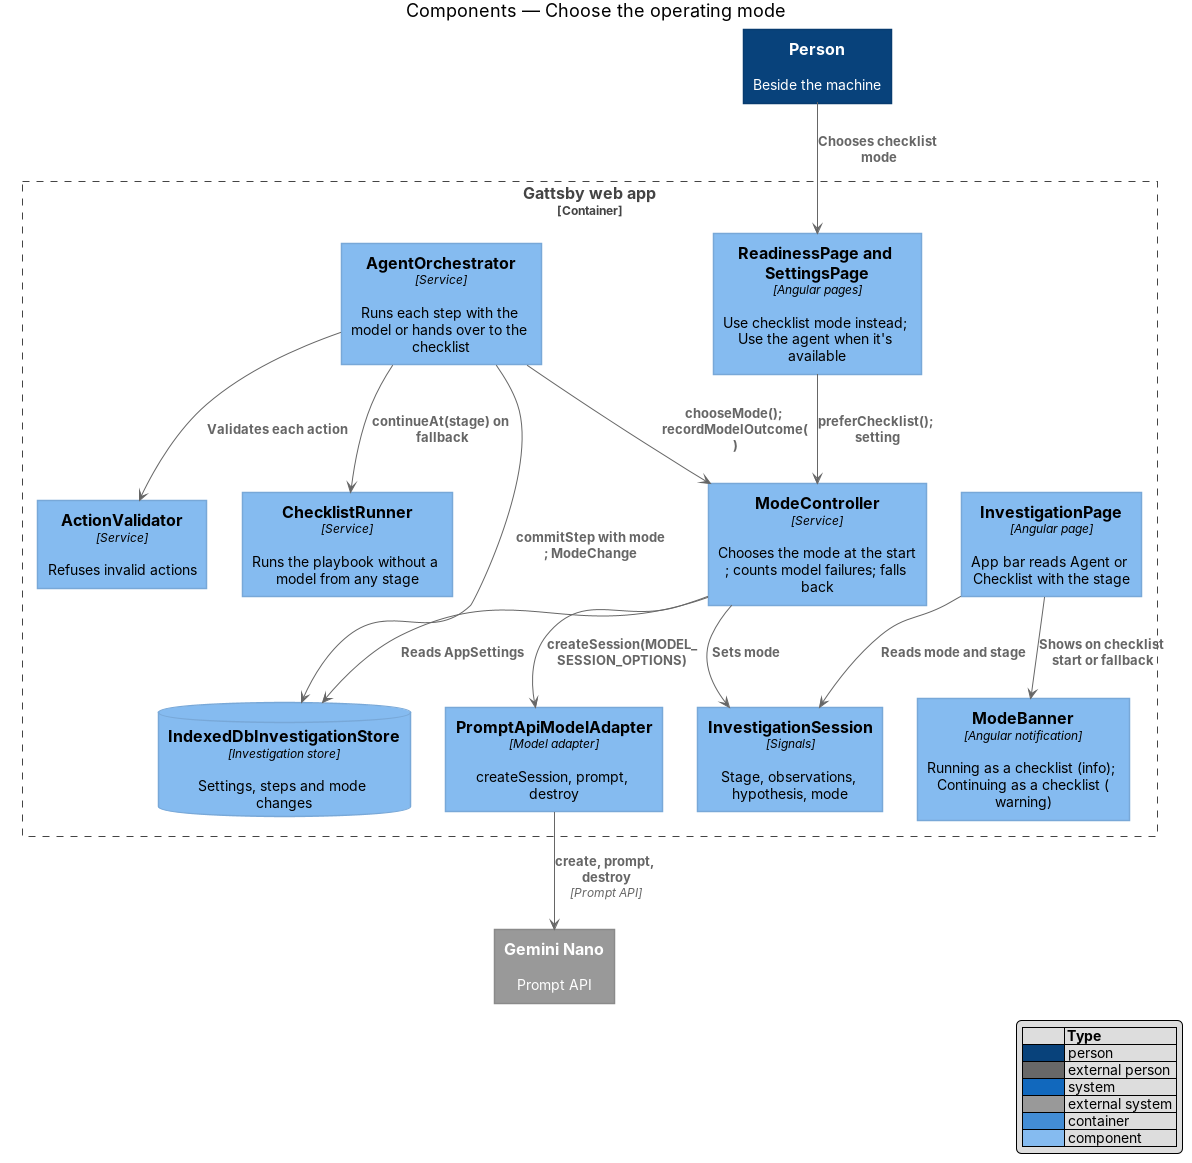 Components — Choose the operating mode
Person
Beside the machine
Chooses checklist
mode
Gattsby web app
[Container]
AgentOrchestrator
[Service]
Runs each step with the
model or hands over to the
checklist
ReadinessPage and
SettingsPage
[Angular pages]
Use checklist mode instead;
Use the agent when it's
available
Validates each action
continueAt(stage) on
fallback
chooseMode();
recordModelOutcome(
)
preferChecklist();
setting
ActionValidator
[Service]
Refuses invalid actions
ChecklistRunner
[Service]
Runs the playbook without a
model from any stage
commitStep with mode
; ModeChange
ModeController
[Service]
Chooses the mode at the start
; counts model failures; falls
back
InvestigationPage
[Angular page]
App bar reads Agent or
Checklist with the stage
Reads AppSettings
createSession(MODEL_
SESSION_OPTIONS)
Sets mode
Reads mode and stage
Shows on checklist
start or fallback
IndexedDbInvestigationStore
[Investigation store]
Settings, steps and mode
changes
PromptApiModelAdapter
[Model adapter]
createSession, prompt,
destroy
InvestigationSession
[Signals]
Stage, observations,
hypothesis, mode
ModeBanner
[Angular notification]
Running as a checklist (info);
Continuing as a checklist (
warning)
create, prompt,
destroy
[Prompt API]
Gemini Nano
Prompt API
Type
person
external person
system
external system
container
component